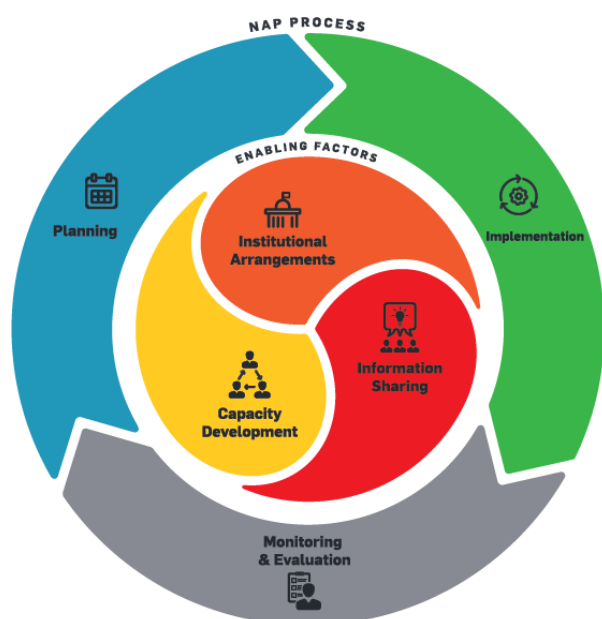 NAP PROCESS
ENABLING FACTORS
Planning
Institutional
Arrangements
Implementation
Information
Sharing
Capacity
Development
Monitoring
& Evaluation